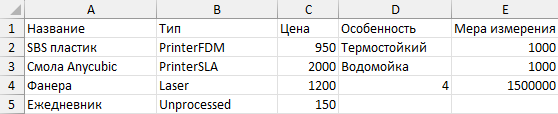 A B C D E
1 Название Тип Цена Особенность Мера измерения
2 SBS пластик PrinterFDM 950 Термостойкий 1000
3 Смола Anycubic PrinterSLA 2000 Водомойка 1000
4 Фанера Laser 1200 4 1500000
5 Ежедневник Unprocessed 150